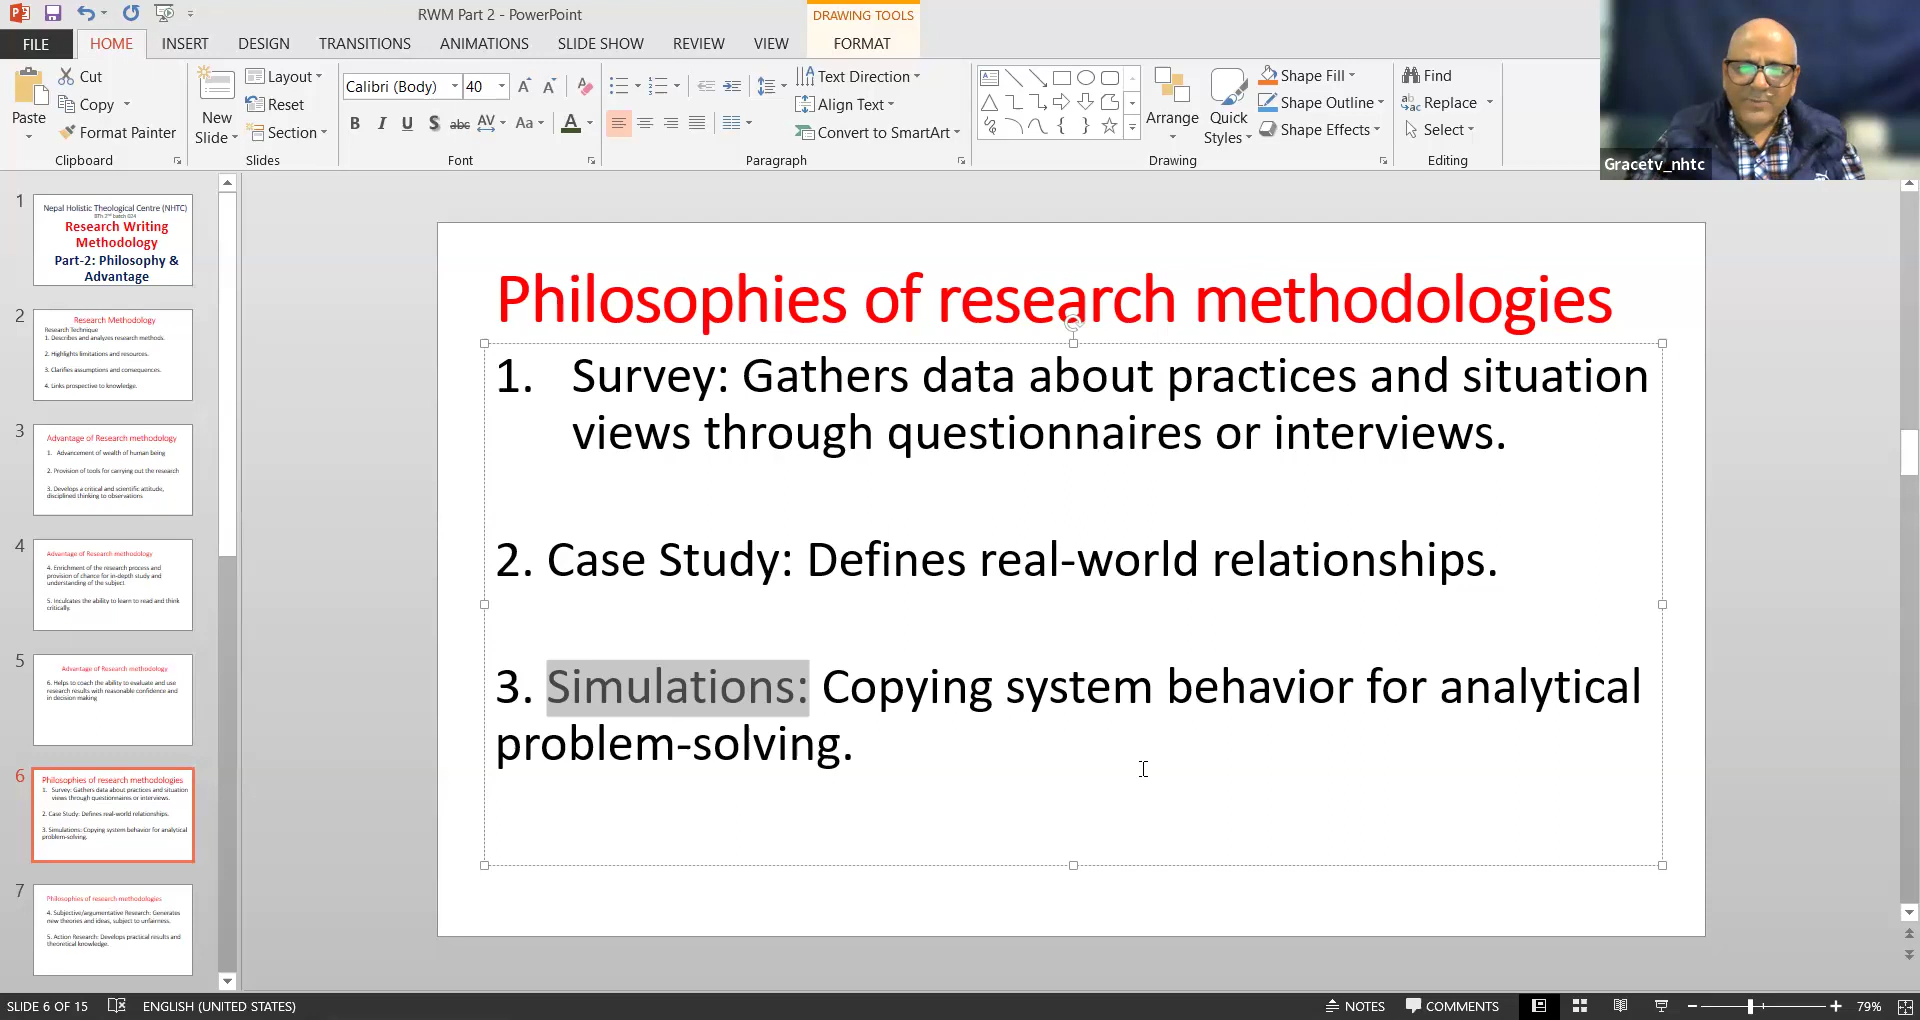 RWM Part 2 - PowerPoint
DRAWING TOOLS
FILE
HOME
INSERT
DESIGN
TRANSITIONS
ANIMATIONS
SLIDE SHOW
REVIEW
VIEW
FORMAT
Paste
Cut
Copy
Format Painter
Clipboard
New
Slide
Layout
Reset
Section
Slides
Calibri (Body)
40
B I U S abc AV Aa A
Font
Text Direction
Align Text
Convert to SmartArt
Paragraph
Arrange
Quick
Styles
Shape Fill
Shape Outline
Shape Effects
Drawing
Find
Replace
Select
Editing
Gracetv_nhtc
1
Nepal Holistic Theological Centre (NHTC)
BTh 2nd batch 024
Research Writing
Methodology
Part-2: Philosophy &
Advantage
2
Research Methodology
Research Technique
1. Describes and analyzes research methods.
2. Highlights limitations and resources.
3. Clarifies assumptions and consequences.
4. Links prospective to knowledge.
3
Advantage of Research methodology
1. Advancement of wealth of human being
2. Provision of tools for carrying out the research
3. Develops a critical and scientific attitude,
disciplined thinking to observations
4
Advantage of Research methodology
4. Enrichment of the research process and
provision of chance for in-depth study and
understanding of the subject
5. Inculcates the ability to learn to read and think
critically.
5
Advantage of Research methodology
6. Helps to coach the ability to evaluate and use
research results with reasonable confidence and
in decision making
6
Philosophies of research methodologies
1. Survey: Gathers data about practices and situation
views through questionnaires or interviews.
2. Case Study: Defines real-world relationships.
3. Simulations: Copying system behavior for analytical
problem-solving.
7
Philosophies of research methodologies
4. Subjective/argumentative Research: Generates
new theories and ideas, subject to unfairness.
5. Action Research: Develops practical results and
theoretical knowledge.
Philosophies of research methodologies
1. Survey: Gathers data about practices and situation
views through questionnaires or interviews.
2. Case Study: Defines real-world relationships.
3. Simulations: Copying system behavior for analytical
problem-solving.
SLIDE 6 OF 15
ENGLISH (UNITED STATES)
NOTES
COMMENTS
79%